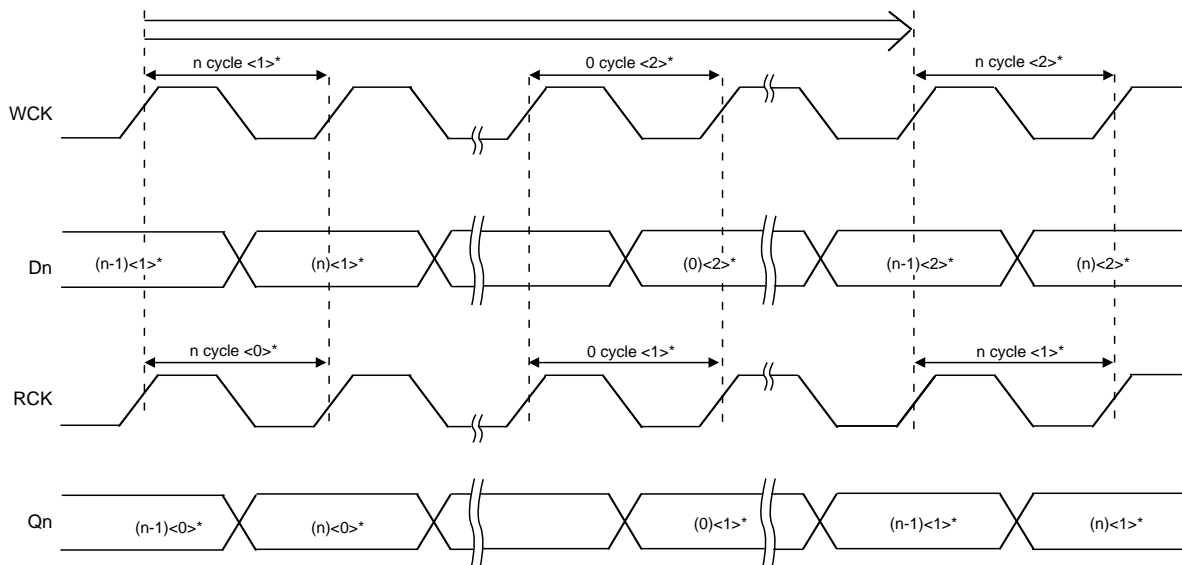 n cycle <1>*
0 cycle <2>*
n cycle <2>*
WCK
Dn
(n-1)<1>*
(n)<1>*
(0)<2>*
(n-1)<2>*
(n)<2>*
n cycle <0>*
0 cycle <1>*
n cycle <1>*
RCK
Qn
(n-1)<0>*
(n)<0>*
(0)<1>*
(n-1)<1>*
(n)<1>*